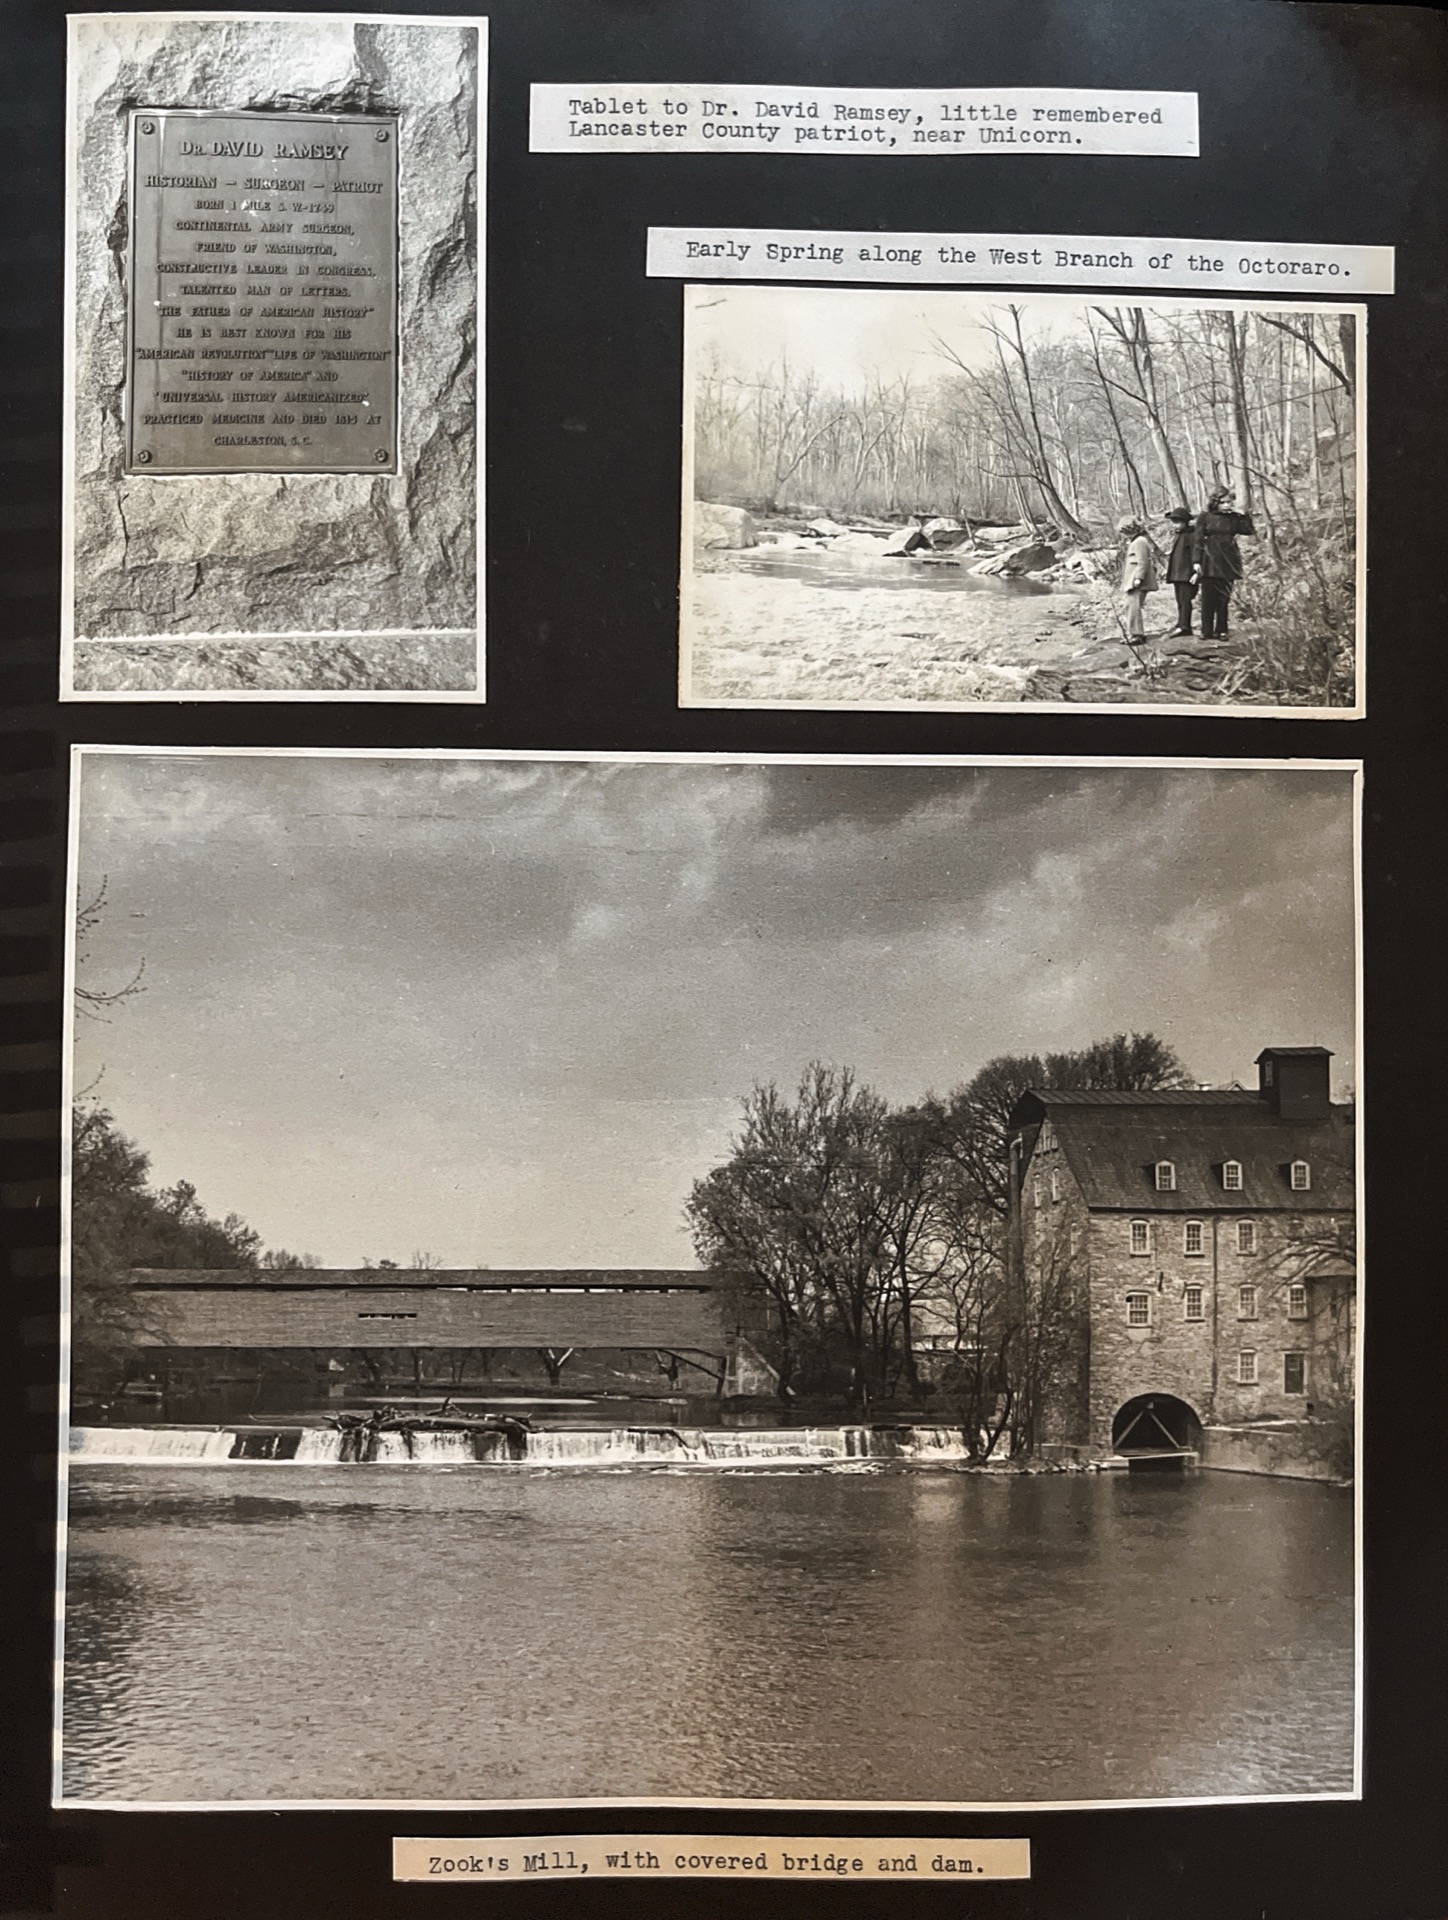 DR. DAVID RAMSEY
HISTORIAN — SURGEON — PATRIOT
BORN 1 MILE S. W.-1749
CONTINENTAL ARMY SURGEON,
FRIEND OF WASHINGTON,
CONSTRUCTIVE LEADER IN CONGRESS,
TALENTED MAN OF LETTERS.
"THE FATHER OF AMERICAN HISTORY"
HE IS BEST KNOWN FOR HIS
"AMERICAN REVOLUTION" "LIFE OF WASHINGTON"
"HISTORY OF AMERICA" AND
"UNIVERSAL HISTORY AMERICANIZED"
PRACTICED MEDICINE AND DIED 1815 AT
CHARLESTON, S. C.
Tablet to Dr. David Ramsey, little remembered
Lancaster County patriot, near Unicorn.
Early Spring along the West Branch of the Octoraro.
Zook's Mill, with covered bridge and dam.